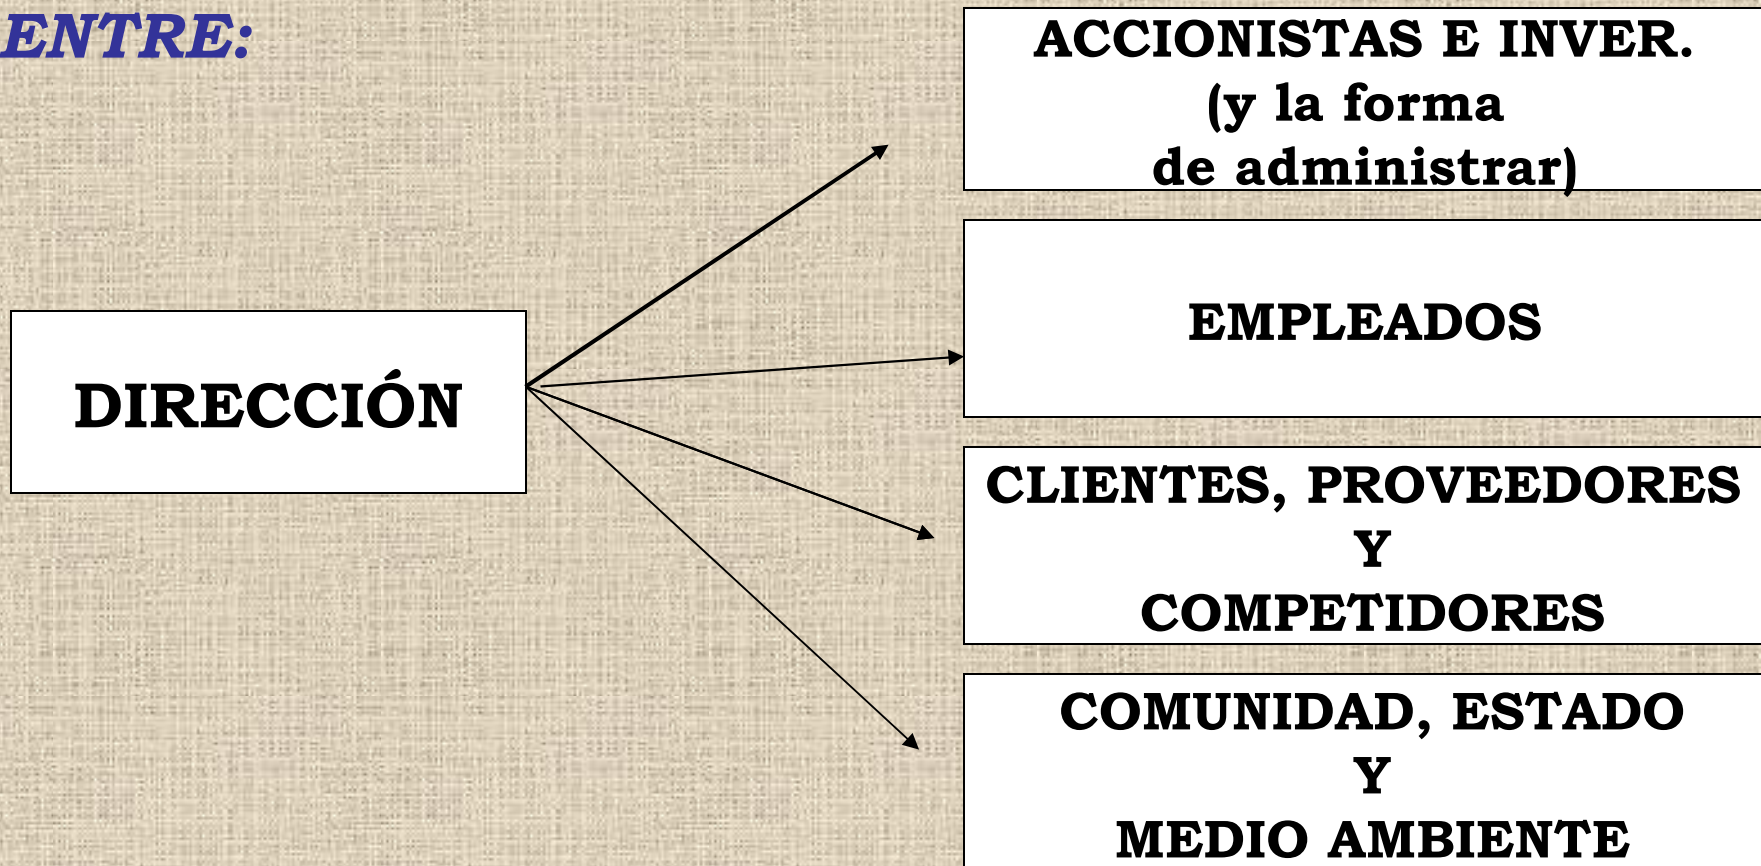 ENTRE:
ACCIONISTAS E INVER.
(y la forma
de administrar)
EMPLEADOS
DIRECCIÓN
CLIENTES, PROVEEDORES
Y
COMPETIDORES
COMUNIDAD, ESTADO
Y
MEDIO AMBIENTE